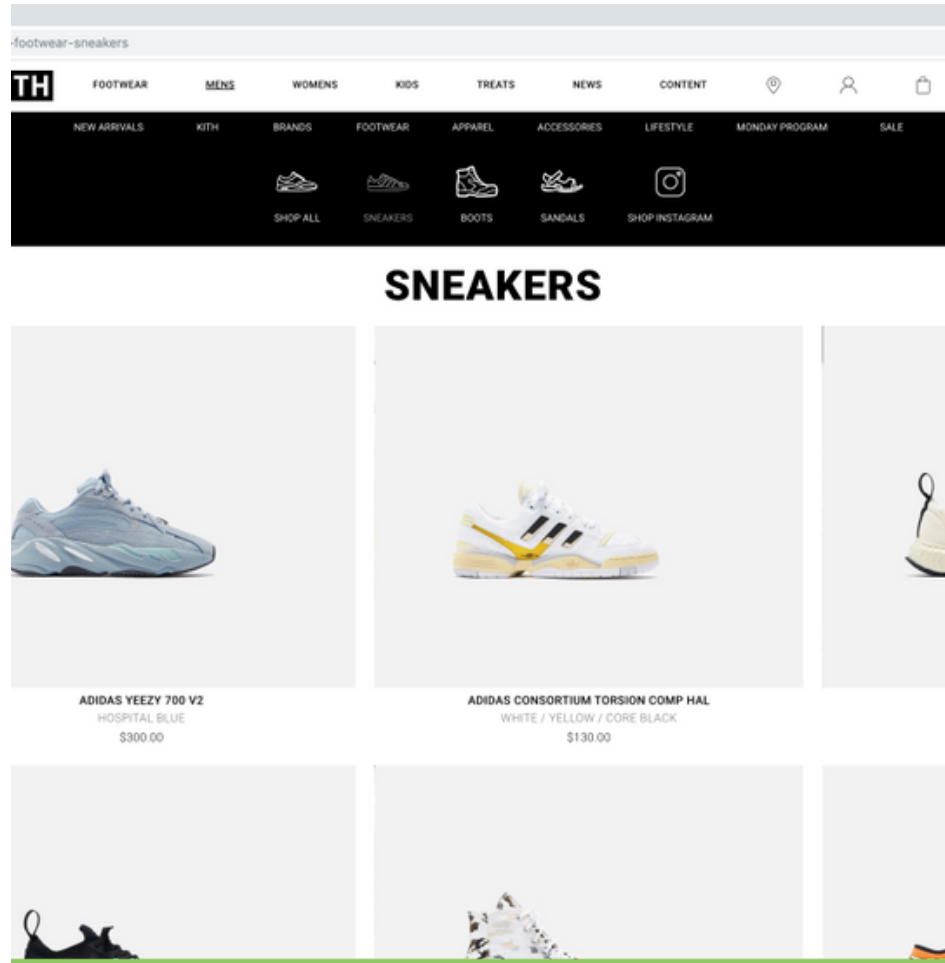 -footwear-sneakers
TH FOOTWEAR MENS WOMENS KIDS TREATS NEWS CONTENT
NEW ARRIVALS KITH BRANDS FOOTWEAR APPAREL ACCESSORIES LIFESTYLE MONDAY PROGRAM SALE
SHOP ALL SNEAKERS BOOTS SANDALS SHOP INSTAGRAM
SNEAKERS
ADIDAS YEEZY 700 V2
HOSPITAL BLUE
$300.00
ADIDAS CONSORTIUM TORSION COMP HAL
WHITE / YELLOW / CORE BLACK
$130.00